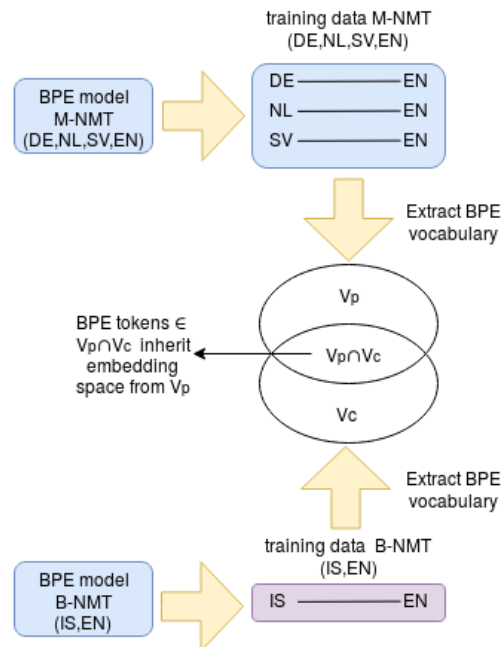 training data M-NMT
(DE,NL,SV,EN)
BPE model
M-NMT
(DE,NL,SV,EN)
DE EN
NL EN
SV EN
Extract BPE
vocabulary
Vp
BPE tokens ∈
Vp∩Vc inherit
embedding
space from Vp
Vp∩Vc
Vc
Extract BPE
vocabulary
training data B-NMT
(IS,EN)
BPE model
B-NMT
(IS,EN)
IS EN